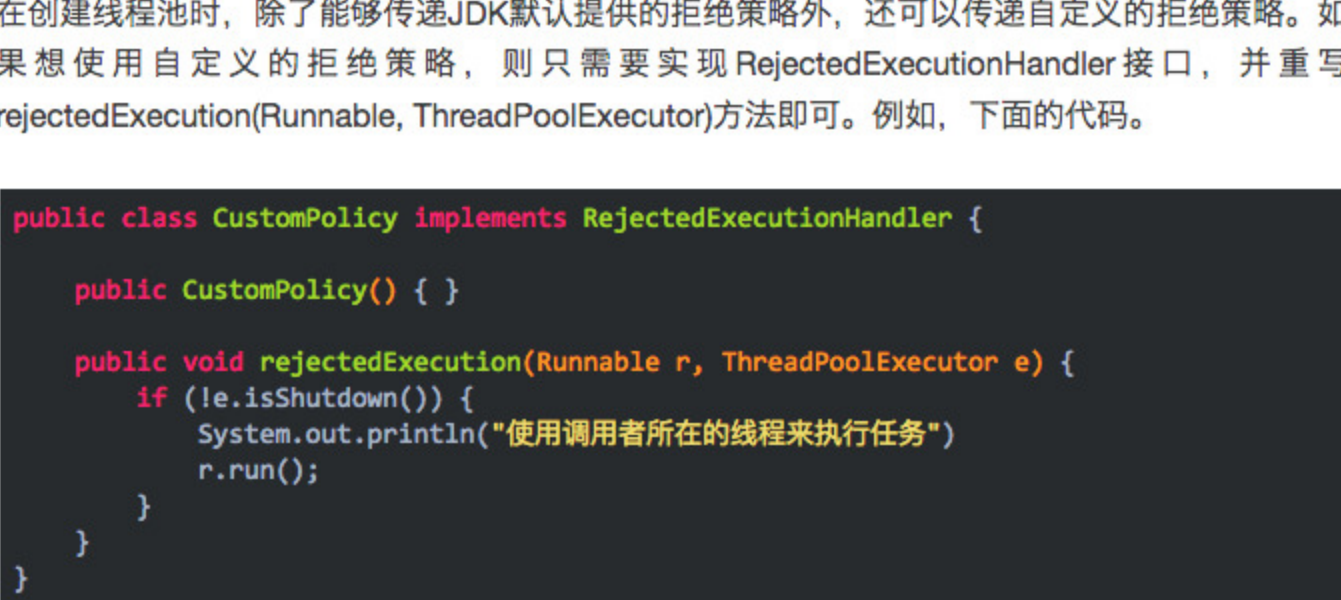 在创建线程池时，除了能够传递JDK默认提供的拒绝策略外，还可以传递自定义的拒绝策略。如
果想使用自定义的拒绝策略，则只需要实现RejectedExecutionHandler接口，并重写
rejectedExecution(Runnable, ThreadPoolExecutor)方法即可。例如，下面的代码。
public class CustomPolicy implements RejectedExecutionHandler {
public CustomPolicy() { }
public void rejectedExecution(Runnable r, ThreadPoolExecutor e) {
if (!e.isShutdown()) {
System.out.println("使用调用者所在的线程来执行任务")
r.run();
}
}
}